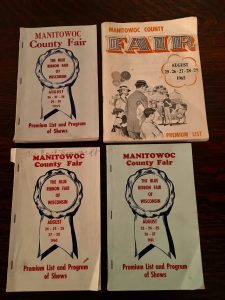 MANITOWOC
County Fair
THE BLUE
RIBBON FAIR
OF
WISCONSIN
AUGUST
Premium List and Program
of Shows
MANITOWOC COUNTY
FAIR
AUGUST
PREMIUM LIST
MANITOWOC
County Fair
THE BLUE
RIBBON FAIR
OF
WISCONSIN
AUGUST
Premium List and Program
of Shows
MANITOWOC
County Fair
THE BLUE
RIBBON FAIR
OF
WISCONSIN
AUGUST
Premium List and Program
of Shows